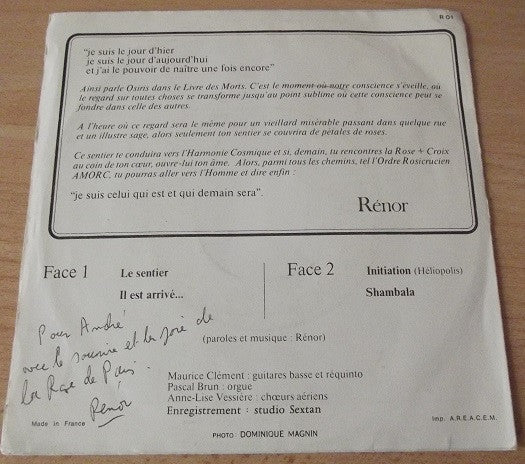 R 01
"je suis le jour d'hier
je suis le jour d'aujourd'hui
et j'ai le pouvoir de naître une fois encore"
Ainsi parle Osiris dans le Livre des Morts. C'est le moment où notre conscience s'éveille, où
le regard sur toutes choses se transforme jusqu'au point sublime où cette conscience peut se
fondre dans celle des autres.
A l'heure où ce regard sera le même pour un vieillard misérable passant dans quelque rue
et un illustre sage, alors seulement ton sentier se couvrira de pétales de roses.
Ce sentier te conduira vers l'Harmonie Cosmique et si, demain, tu rencontres la Rose + Croix
au coin de ton cœur, ouvre-lui ton âme. Alors, parmi tous les chemins, tel l'Ordre Rosicrucien
AMORC, tu pourras aller vers l'Homme et dire enfin :
"je suis celui qui est et qui demain sera".
Rénor
Face 1
Le sentier
Il est arrivé...
Face 2
Initiation (Héliopolis)
Shambala
(paroles et musique : Rénor)
Pour André
avec le sourire et la joie de
la Rose de Paix.
Rénor
Maurice Clément : guitares basse et requinto
Pascal Brun : orgue
Anne-Lise Vessière : chœurs aériens
Enregistrement : studio Sextan
Made in France
Imp. A.R.E.A.C.E.M.
PHOTO : DOMINIQUE MAGNIN